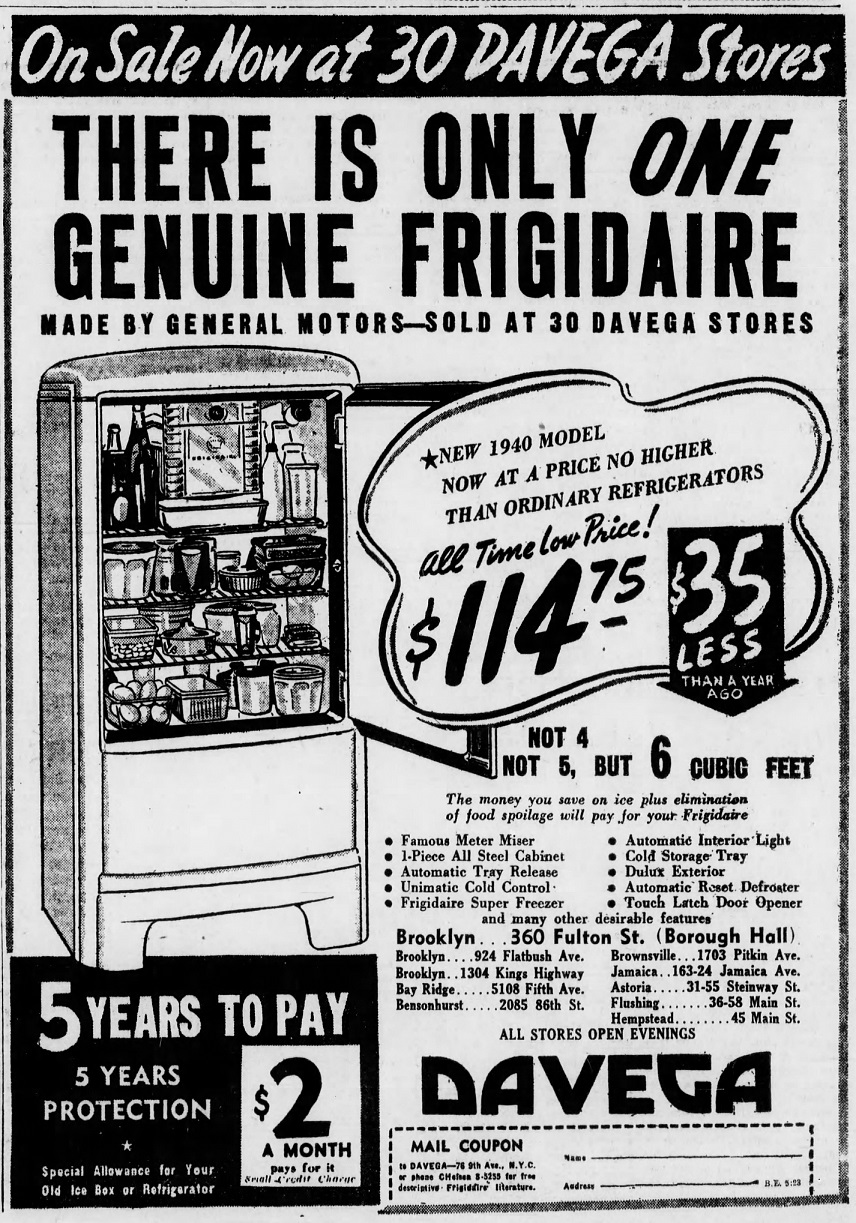 On Sale Now at 30 DAVEGA Stores
THERE IS ONLY ONE
GENUINE FRIGIDAIRE
MADE BY GENERAL MOTORS—SOLD AT 30 DAVEGA STORES
FRIGIDAIRE
★NEW 1940 MODEL
NOW AT A PRICE NO HIGHER
THAN ORDINARY REFRIGERATORS
All Time Low Price!
$114.75
$35
LESS
THAN A YEAR
AGO
NOT 4
NOT 5, BUT 6 CUBIC FEET
The money you save on ice plus elimination
of food spoilage will pay for your Frigidaire
• Famous Meter Miser
• 1-Piece All Steel Cabinet
• Automatic Tray Release
• Unimatic Cold Control
• Frigidaire Super Freezer
• Automatic Interior Light
• Cold Storage Tray
• Dulux Exterior
• Automatic Reset Defroster
• Touch Latch Door Opener
and many other desirable features
Brooklyn...360 Fulton St. (Borough Hall)
Brooklyn....924 Flatbush Ave.
Brooklyn..1304 Kings Highway
Bay Ridge.....5108 Fifth Ave.
Bensonhurst.....2085 86th St.
Brownsville...1703 Pitkin Ave.
Jamaica..163-24 Jamaica Ave.
Astoria.....31-55 Steinway St.
Flushing.......36-58 Main St.
Hempstead........45 Main St.
ALL STORES OPEN EVENINGS
5 YEARS TO PAY
5 YEARS
PROTECTION
★
Special Allowance for Your
Old Ice Box or Refrigerator
$2
A MONTH
pays for it
Small Credit Charge
DAVEGA
MAIL COUPON
to DAVEGA—76 9th Ave., N.Y.C.
or phone CHelsea 3-5255 for free
descriptive Frigidaire literature.
Name
Address
B.E. 5:23